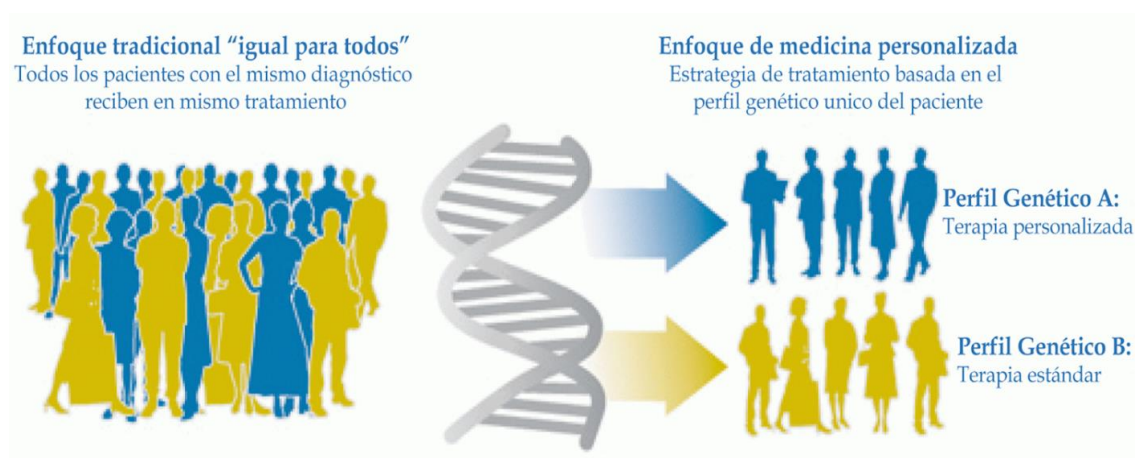 Enfoque tradicional “igual para todos”
Todos los pacientes con el mismo diagnóstico
reciben en mismo tratamiento
Enfoque de medicina personalizada
Estrategia de tratamiento basada en el
perfil genético unico del paciente
Perfil Genético A:
Terapia personalizada
Perfil Genético B:
Terapia estándar